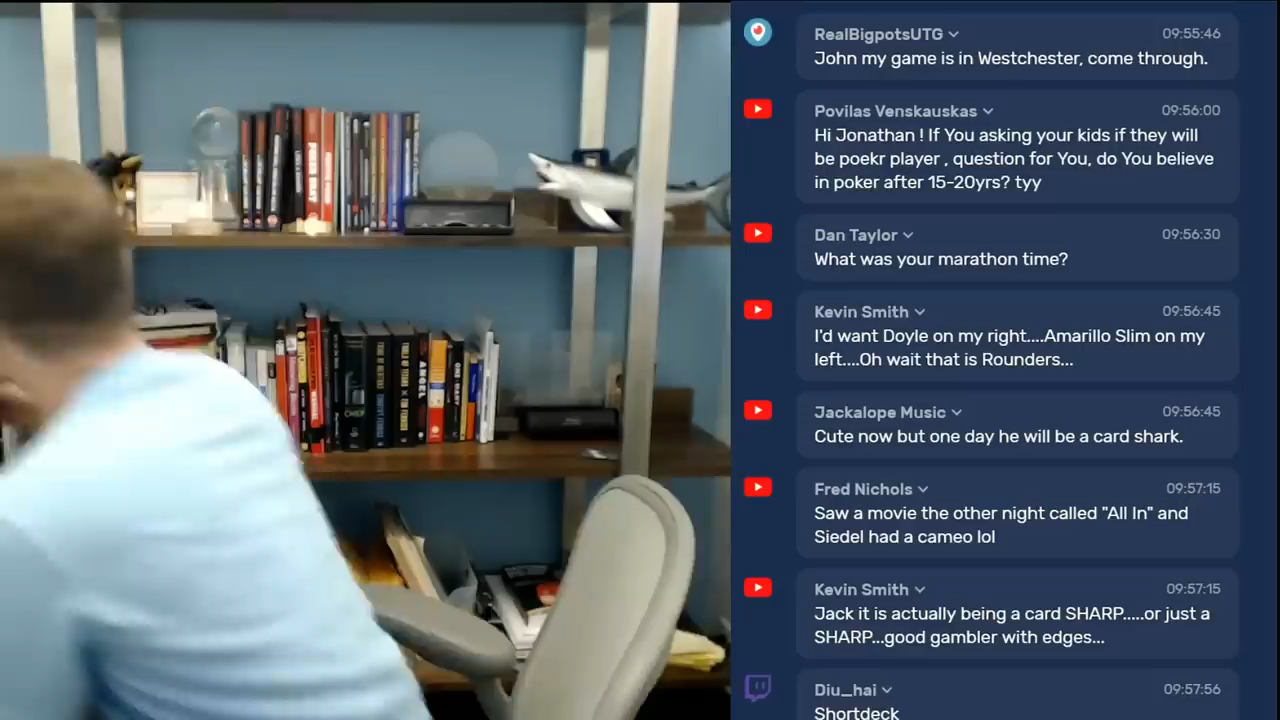 RealBigpotsUTG
09:55:46
John my game is in Westchester, come through.
Povilas Venskauskas
09:56:00
Hi Jonathan ! If You asking your kids if they will
be poekr player , question for You, do You believe
in poker after 15-20yrs? tyy
Dan Taylor
09:56:30
What was your marathon time?
Kevin Smith
09:56:45
I'd want Doyle on my right....Amarillo Slim on my
left....Oh wait that is Rounders...
Jackalope Music
09:56:45
Cute now but one day he will be a card shark.
Fred Nichols
09:57:15
Saw a movie the other night called "All In" and
Siedel had a cameo lol
Kevin Smith
09:57:15
Jack it is actually being a card SHARP.....or just a
SHARP...good gambler with edges...
Diu_hai
09:57:56
Shortdeck
ANGEL